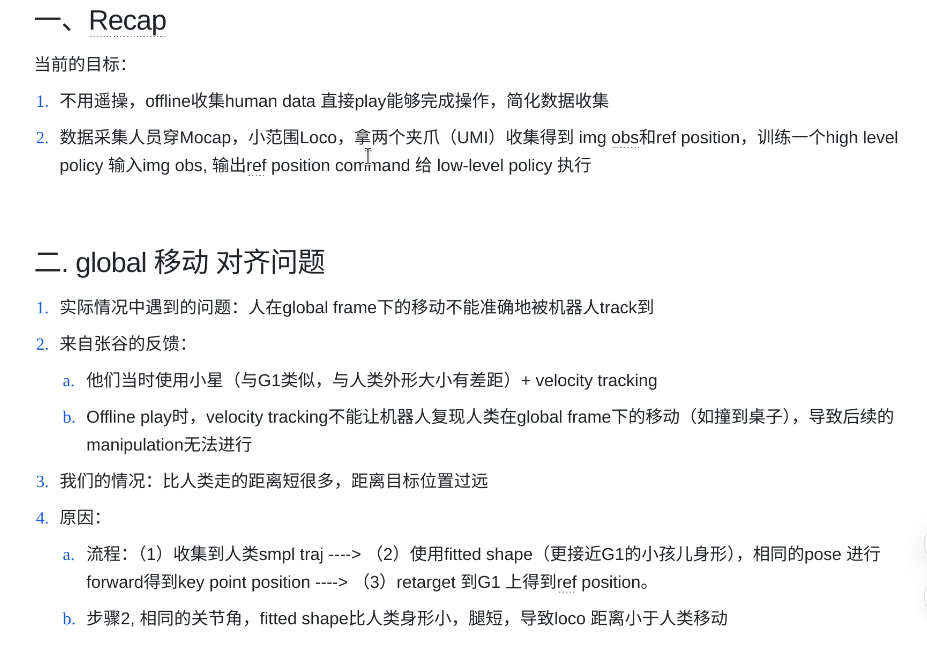 一、Recap
当前的目标：
1. 不用遥操，offline收集human data 直接play能够完成操作，简化数据收集
2. 数据采集人员穿Mocap，小范围Loco，拿两个夹爪（UMI）收集得到 img obs和ref position，训练一个high level
policy 输入img obs, 输出ref position command 给 low-level policy 执行
二. global 移动 对齐问题
1. 实际情况中遇到的问题：人在global frame下的移动不能准确地被机器人track到
2. 来自张谷的反馈：
a. 他们当时使用小星（与G1类似，与人类外形大小有差距）+ velocity tracking
b. Offline play时，velocity tracking不能让机器人复现人类在global frame下的移动（如撞到桌子），导致后续的
manipulation无法进行
3. 我们的情况：比人类走的距离短很多，距离目标位置过远
4. 原因：
a. 流程：（1）收集到人类smpl traj ----> （2）使用fitted shape（更接近G1的小孩儿身形），相同的pose 进行
forward得到key point position ----> （3）retarget 到G1 上得到ref position。
b. 步骤2, 相同的关节角，fitted shape比人类身形小，腿短，导致loco 距离小于人类移动